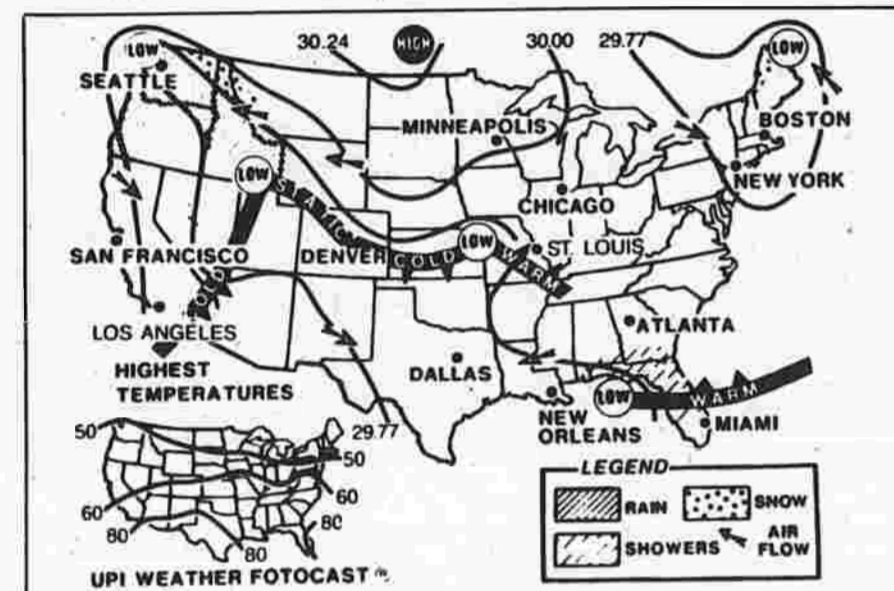 30.24
HIGH
30.00
29.77
LOW
LOW
SEATTLE
BOSTON
MINNEAPOLIS
NEW YORK
LOW
CHICAGO
STATION
SAN FRANCISCO
DENVER
COLD
LOW
WARM
ST. LOUIS
COLD
LOS ANGELES
ATLANTA
HIGHEST
TEMPERATURES
DALLAS
LOW
WARM
NEW
ORLEANS
MIAMI
29.77
50
50
60
60
80
80
80
LEGEND
RAIN
SNOW
SHOWERS
AIR
FLOW
UPI WEATHER FOTOCAST